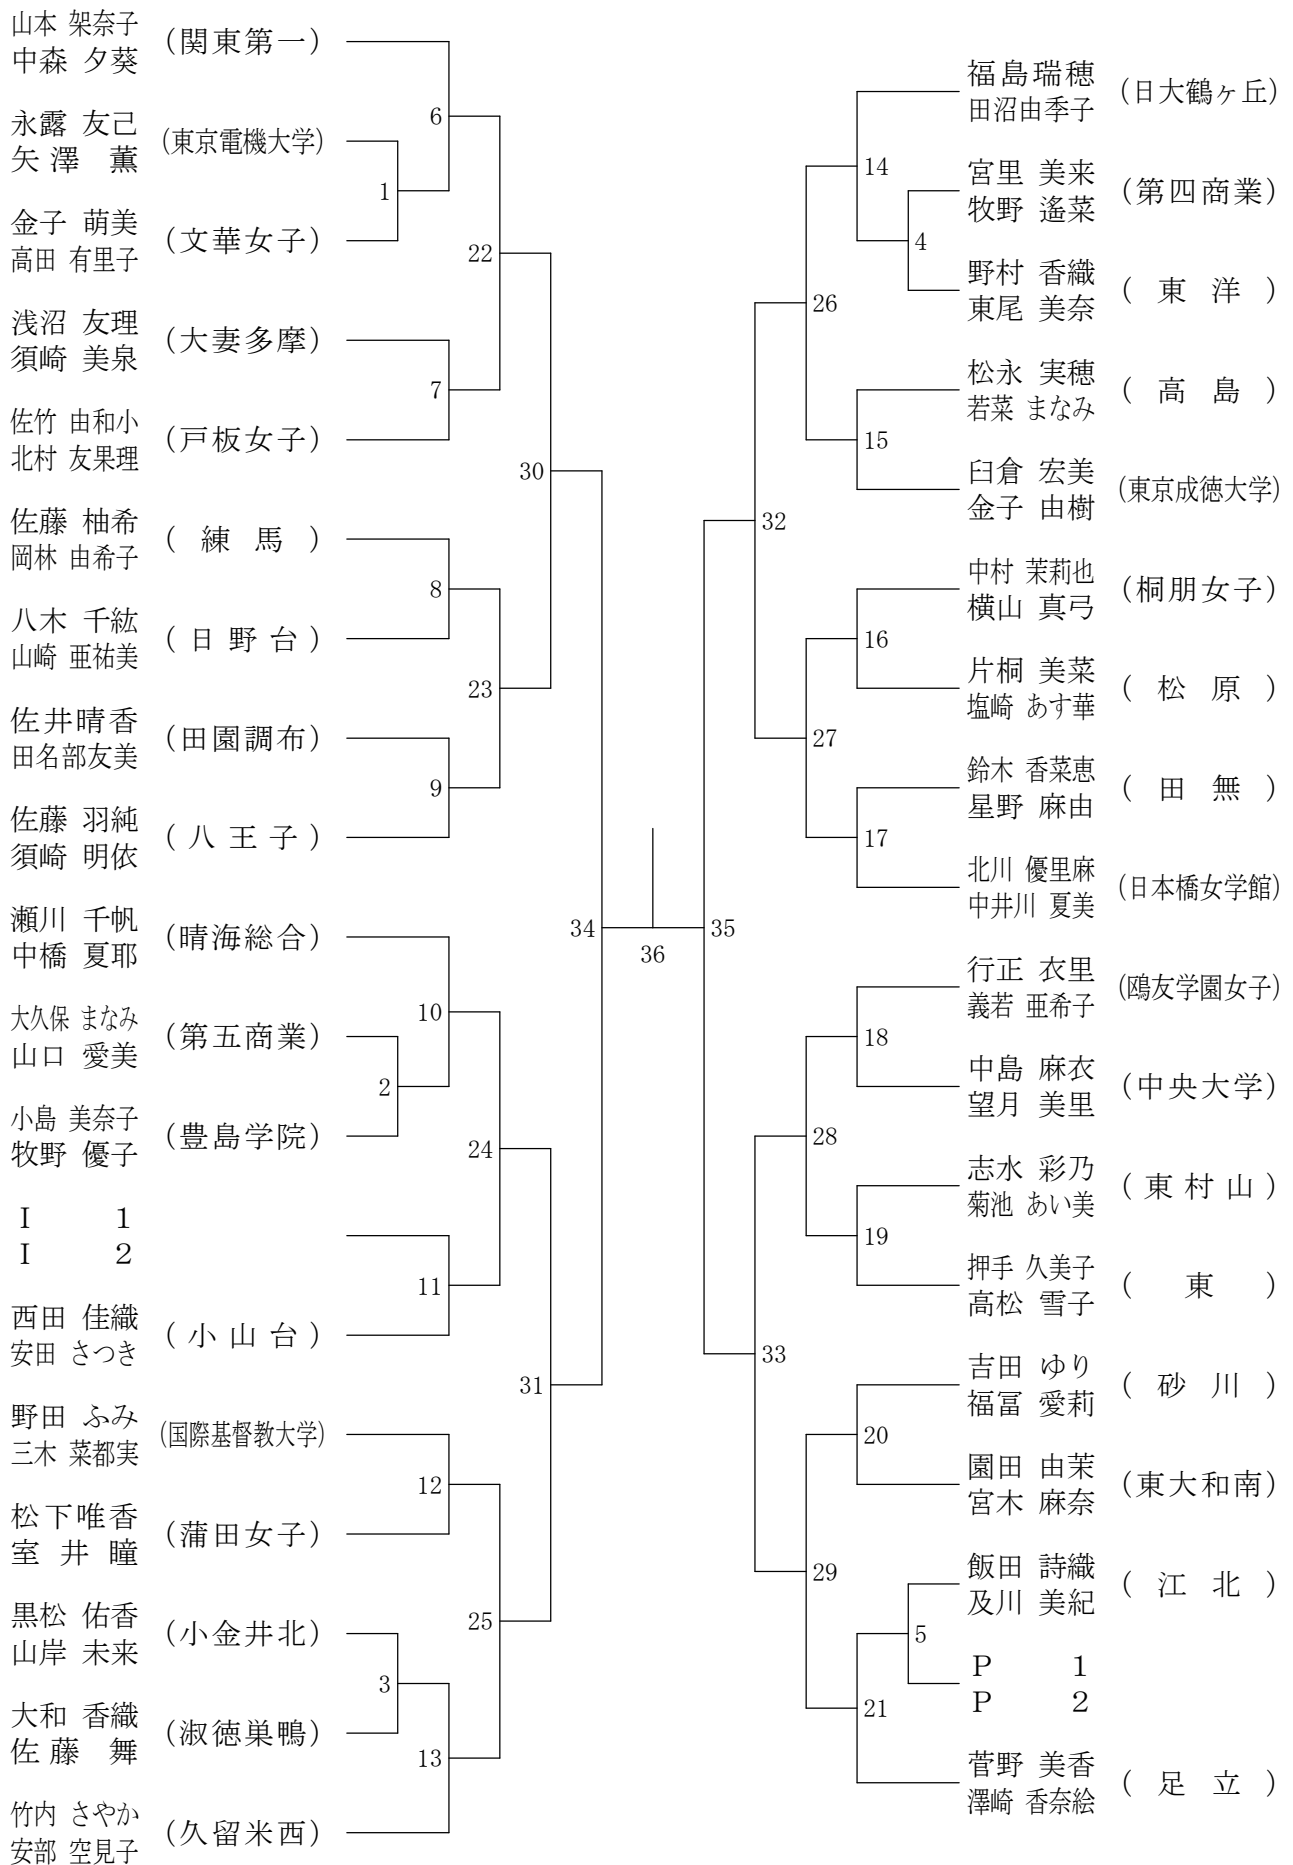 山本 架奈子
中森 夕葵 (関東第一)
永露 友己
矢澤 薫 (東京電機大学)
金子 萌美
高田 有里子 (文華女子)
浅沼 友理
須崎 美泉 (大妻多摩)
佐竹 由和小
北村 友果理 (戸板女子)
佐藤 柚希
岡林 由希子 (練馬)
八木 千紘
山崎 亜祐美 (日野台)
佐井晴香
田名部友美 (田園調布)
佐藤 羽純
須崎 明依 (八王子)
瀬川 千帆
中橋 夏耶 (晴海総合)
大久保 まなみ
山口 愛美 (第五商業)
小島 美奈子
牧野 優子 (豊島学院)
I 1
I 2
西田 佳織
安田 さつき (小山台)
野田 ふみ
三木 菜都実 (国際基督教大学)
松下唯香
室井瞳 (蒲田女子)
黒松 佑香
山岸 未来 (小金井北)
大和 香織
佐藤 舞 (淑徳巣鴨)
竹内 さやか
安部 空見子 (久留米西)
1
2
3
6
7
8
9
10
11
12
13
22
23
24
25
30
31
34
36
35
32
33
26
27
28
29
14
15
16
17
18
19
20
21
4
5
福島瑞穂
田沼由季子 (日大鶴ヶ丘)
宮里 美来
牧野 遙菜 (第四商業)
野村 香織
東尾 美奈 (東洋)
松永 実穂
若菜 まなみ (高島)
臼倉 宏美
金子 由樹 (東京成徳大学)
中村 茉莉也
横山 真弓 (桐朋女子)
片桐 美菜
塩崎 あす華 (松原)
鈴木 香菜恵
星野 麻由 (田無)
北川 優里麻
中井川 夏美 (日本橋女学館)
行正 衣里
義若 亜希子 (鴎友学園女子)
中島 麻衣
望月 美里 (中央大学)
志水 彩乃
菊池 あい美 (東村山)
押手 久美子
高松 雪子 (東)
吉田 ゆり
福冨 愛莉 (砂川)
園田 由茉
宮木 麻奈 (東大和南)
飯田 詩織
及川 美紀 (江北)
P 1
P 2
菅野 美香
澤崎 香奈絵 (足立)